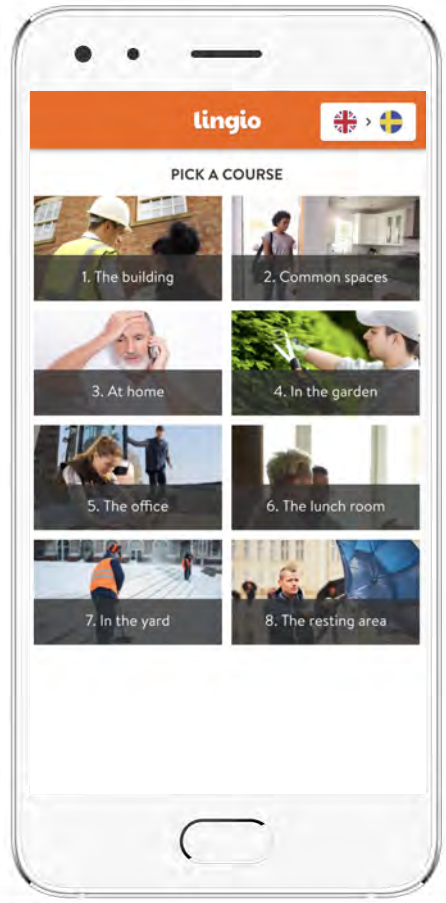 lingio
PICK A COURSE
1. The building
2. Common spaces
3. At home
4. In the garden
5. The office
6. The lunch room
7. In the yard
8. The resting area